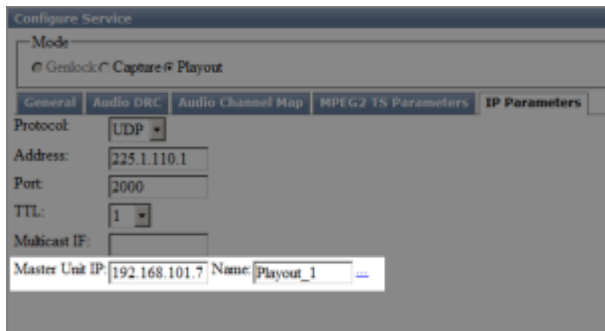 Configure Service
Mode
Genlock Capture Playout
General Audio DRC Audio Channel Map MPEG2 TS Parameters IP Parameters
Protocol: UDP
Address: 225.1.110.1
Port: 2000
TTL: 1
Multicast IF:
Master Unit IP: 192.168.101.7 Name: Playout_1 ...